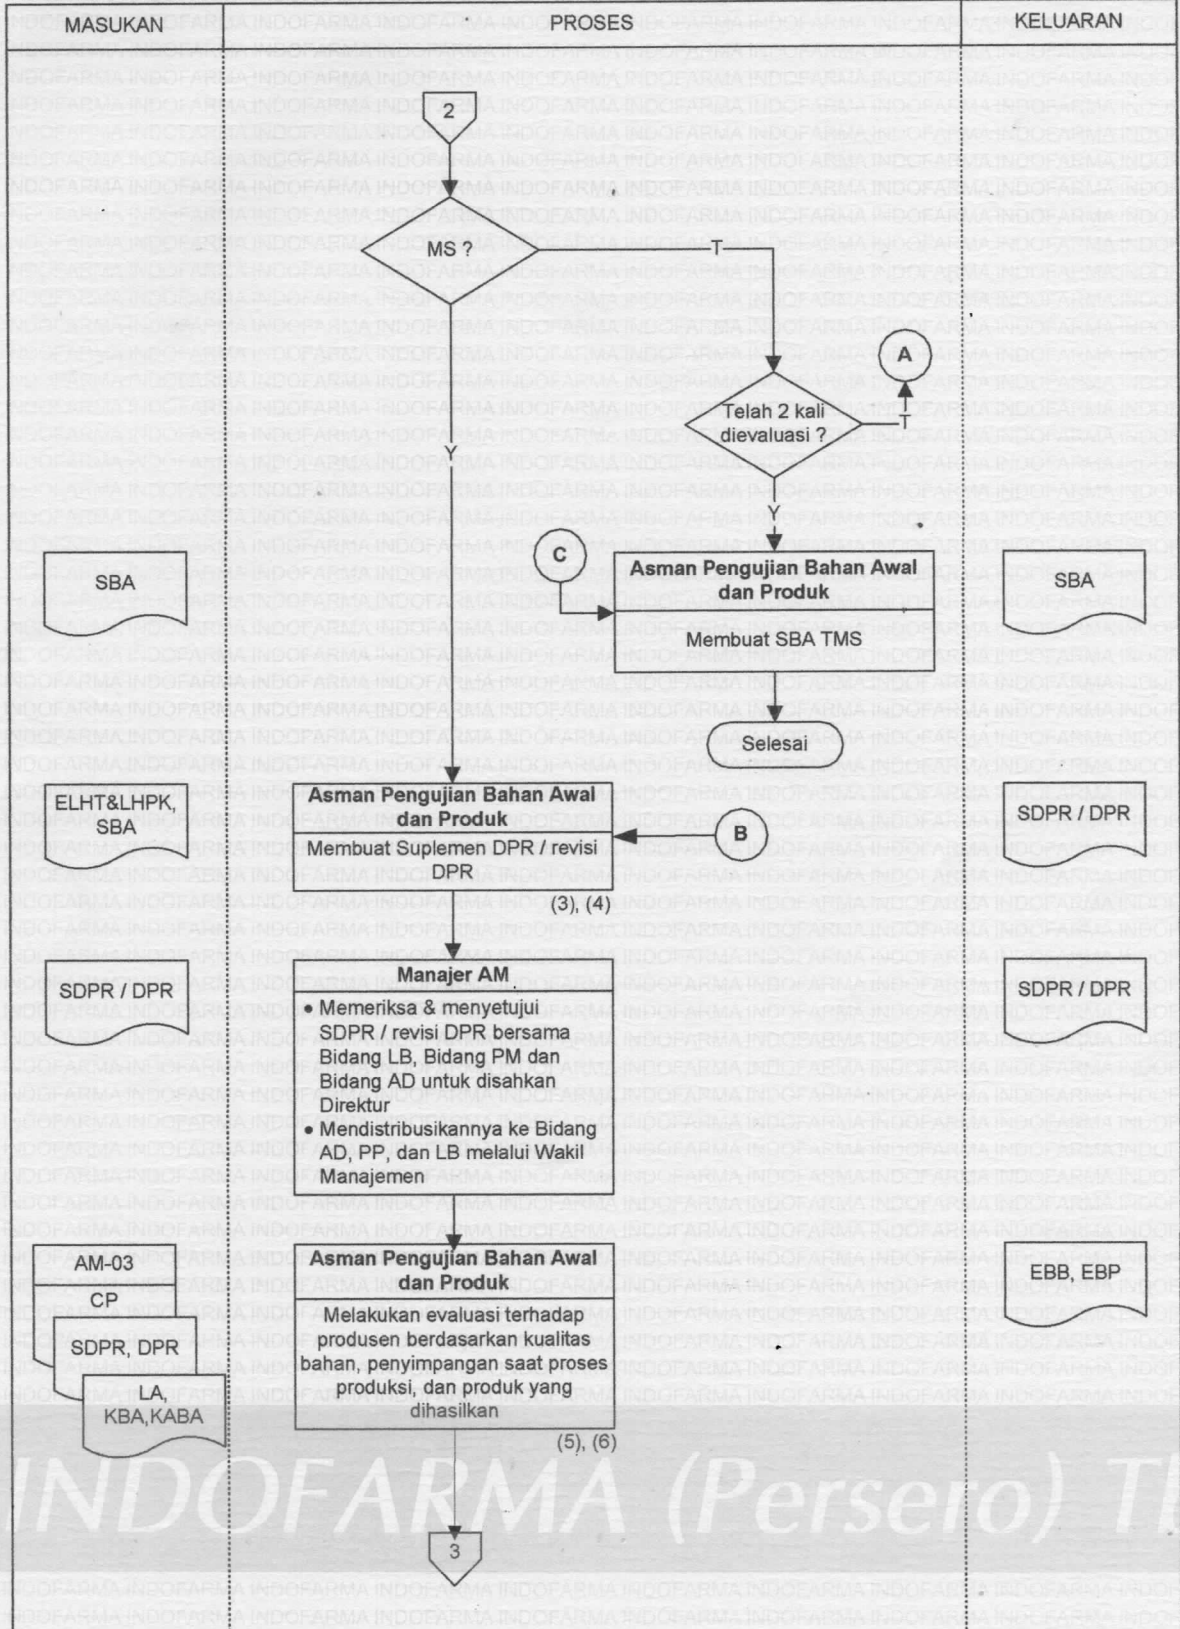 MASUKAN
PROSES
KELUARAN
2
MS ?
T
A
Telah 2 kali
dievaluasi ?
T
Y
Y
C
SBA
Asman Pengujian Bahan Awal
dan Produk
Membuat SBA TMS
SBA
Selesai
ELHT&LHPK,
SBA
Asman Pengujian Bahan Awal
dan Produk
Membuat Suplemen DPR / revisi
DPR
(3), (4)
B
SDPR / DPR
SDPR / DPR
Manajer AM
• Memeriksa & menyetujui
SDPR / revisi DPR bersama
Bidang LB, Bidang PM dan
Bidang AD untuk disahkan
Direktur
• Mendistribusikannya ke Bidang
AD, PP, dan LB melalui Wakil
Manajemen
SDPR / DPR
AM-03
CP
SDPR, DPR
LA,
KBA,KABA
Asman Pengujian Bahan Awal
dan Produk
Melakukan evaluasi terhadap
produsen berdasarkan kualitas
bahan, penyimpangan saat proses
produksi, dan produk yang
dihasilkan
(5), (6)
EBB, EBP
INDOFARMA (Persero) T
3